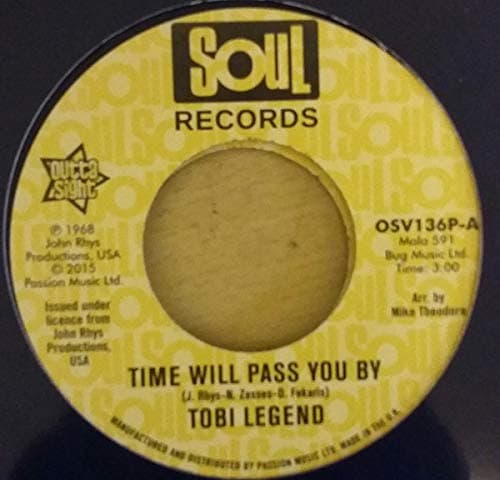 SOUL
RECORDS
outta
sight
℗ 1968
John Rhys
Productions, USA
© 2015
Passion Music Ltd.
Issued under
licence from
John Rhys
Productions,
USA
OSV136P-A
Mala 591
Bug Music Ltd.
Time: 3:00
Arr. by
Mike Theodore
TIME WILL PASS YOU BY
(J. Rhys-N. Zesses-D. Fekaris)
TOBI LEGEND
MANUFACTURED AND DISTRIBUTED BY PASSION MUSIC LTD. MADE IN THE U.K.